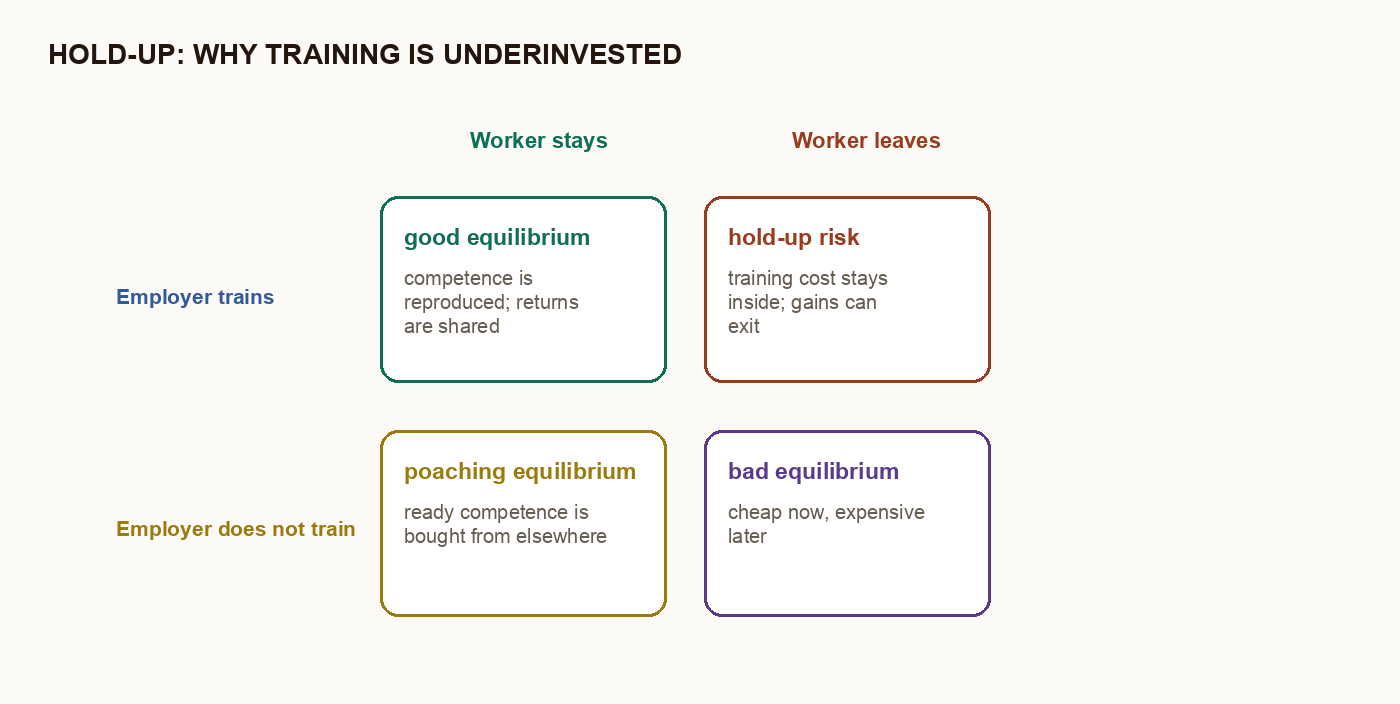 HOLD-UP: WHY TRAINING IS UNDERINVESTED
Worker stays
Worker leaves
Employer trains
good equilibrium
competence is
reproduced; returns
are shared
hold-up risk
training cost stays
inside; gains can
exit
Employer does not train
poaching equilibrium
ready competence is
bought from elsewhere
bad equilibrium
cheap now, expensive
later